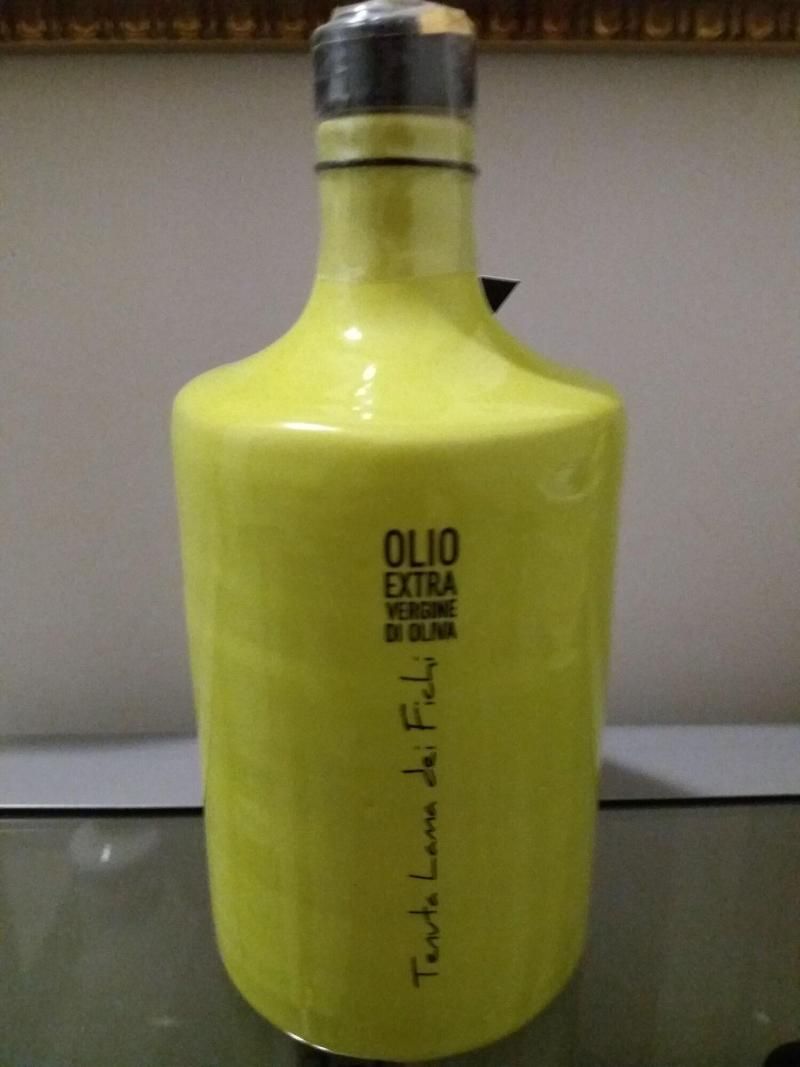 OLIO
EXTRA
VERGINE
DI OLIVA
Tenuta Lama dei Fichi